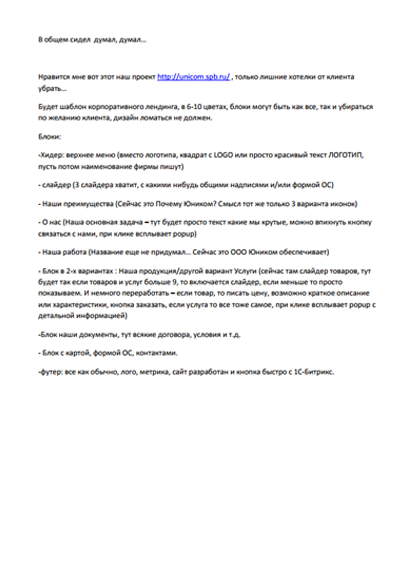 В общем сидел думал, думал…
Нравится мне вот этот наш проект http://unicom.spb.ru/ , только лишние хотелки от клиента
убрать…
Будет шаблон корпоративного лендинга, в 6-10 цветах, блоки могут быть как все, так и убираться
по желанию клиента, дизайн ломаться не должен.
Блоки:
-Хидер: верхнее меню (вместо логотипа, квадрат с LOGO или просто красивый текст ЛОГОТИП,
пусть потом наименование фирмы пишут)
- слайдер (3 слайдера хватит, с какими нибудь общими надписями и/или формой ОС)
- Наши преимущества (Сейчас это Почему Юником? Смысл тот же только 3 варианта иконок)
- О нас (Наша основная задача – тут будет просто текст какие мы крутые, можно впихнуть кнопку
связаться с нами, при клике всплывает popup)
- Наша работа (Название еще не придумал… Сейчас это ООО Юником обеспечивает)
- Блок в 2-х вариантах : Наша продукция/другой вариант Услуги (сейчас там слайдер товаров, тут
будет так если товаров и услуг больше 9, то включается слайдер, если меньше то просто
показываем. И немного переработать – если товар, то писать цену, возможно краткое описание
или характеристики, кнопка заказать, если услуга то все тоже самое, при клике всплывает popup с
детальной информацией)
-Блок наши документы, тут всякие договора, условия и т.д.
- Блок с картой, формой ОС, контактами.
-футер: все как обычно, лого, метрика, сайт разработан и кнопка быстро с 1С-Битрикс.